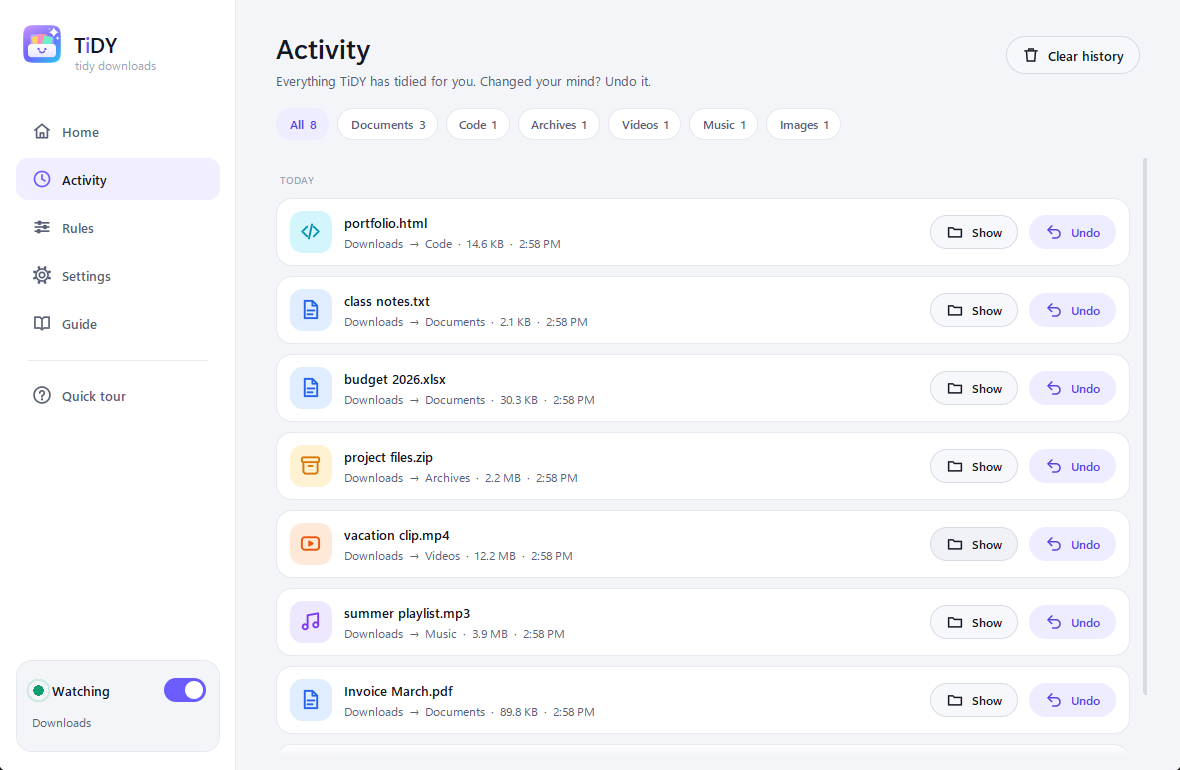 TiDY
tidy downloads
Home
Activity
Rules
Settings
Guide
Quick tour
Watching
Downloads
Activity
Everything TiDY has tidied for you. Changed your mind? Undo it.
Clear history
All 8 Documents 3 Code 1 Archives 1 Videos 1 Music 1 Images 1
TODAY
portfolio.html
Downloads → Code · 14.6 KB · 2:58 PM
Show Undo
class notes.txt
Downloads → Documents · 2.1 KB · 2:58 PM
Show Undo
budget 2026.xlsx
Downloads → Documents · 30.3 KB · 2:58 PM
Show Undo
project files.zip
Downloads → Archives · 2.2 MB · 2:58 PM
Show Undo
vacation clip.mp4
Downloads → Videos · 12.2 MB · 2:58 PM
Show Undo
summer playlist.mp3
Downloads → Music · 3.9 MB · 2:58 PM
Show Undo
Invoice March.pdf
Downloads → Documents · 89.8 KB · 2:58 PM
Show Undo